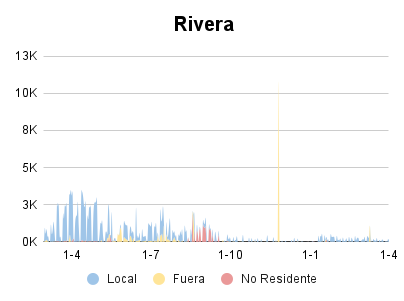 Rivera
13K
10K
8K
5K
3K
0K
1-4 1-7 1-10 1-1 1-4
Local Fuera No Residente